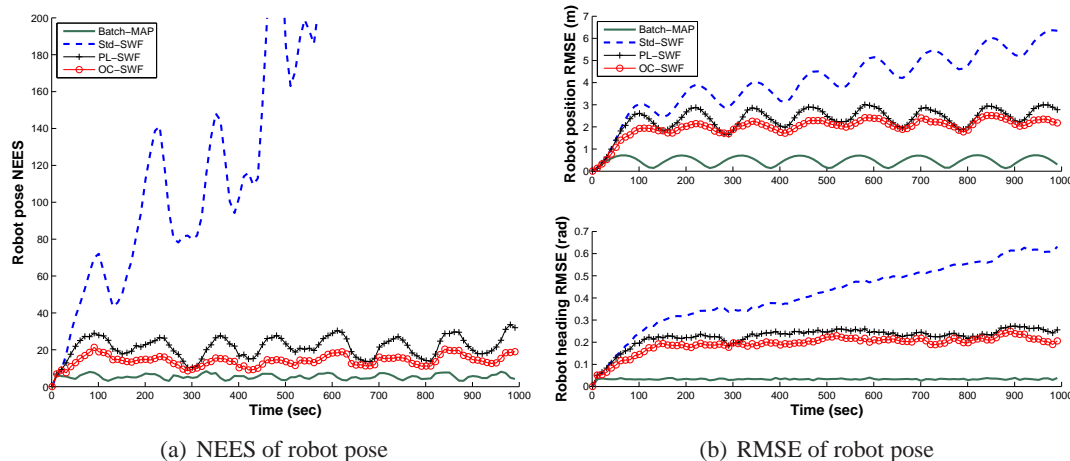 Robot pose NEES
200
180
160
140
120
100
80
60
40
20
0
Batch−MAP
Std−SWF
PL−SWF
OC−SWF
0 100 200 300 400 500 600 700 800 900 1000
Time (sec)
(a) NEES of robot pose
Robot position RMSE (m)
7
6
5
4
3
2
1
0
Batch−MAP
Std−SWF
PL−SWF
OC−SWF
0 100 200 300 400 500 600 700 800 900 1000
Robot heading RMSE (rad)
0.7
0.6
0.5
0.4
0.3
0.2
0.1
0
0 100 200 300 400 500 600 700 800 900 1000
Time (sec)
(b) RMSE of robot pose